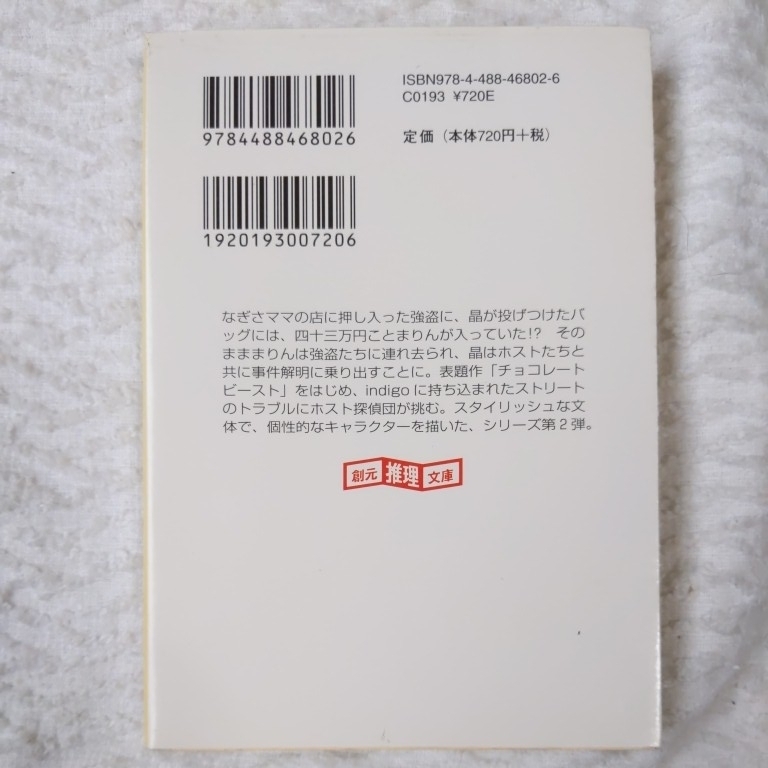 ISBN978-4-488-46802-6
C0193 ¥720E
9784488468026
定価（本体720円＋税）
1920193007206
なぎさママの店に押し入った強盗に、晶が投げつけたバ
ッグには、四十三万円ことまりんが入っていた!?　その
まままりんは強盗たちに連れ去られ、晶はホストたちと
共に事件解明に乗り出すことに。表題作「チョコレート
ビースト」をはじめ、indigoに持ち込まれたストリート
のトラブルにホスト探偵団が挑む。スタイリッシュな文
体で、個性的なキャラクターを描いた、シリーズ第2弾。
創元推理文庫